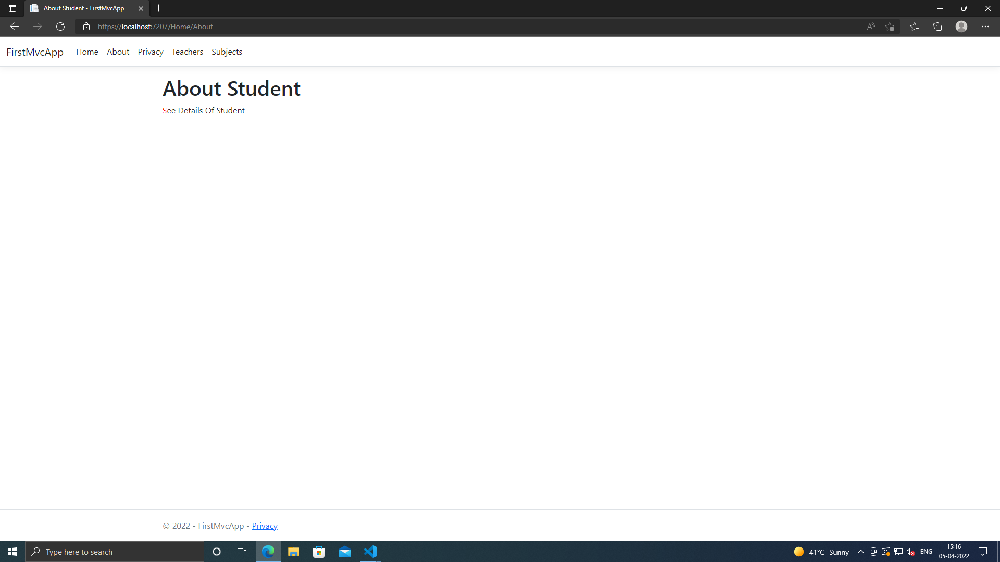 About Student - FirstMvcApp
https://localhost:7207/Home/About
FirstMvcApp Home About Privacy Teachers Subjects
About Student
See Details Of Student
© 2022 - FirstMvcApp - Privacy
Type here to search
41°C Sunny
ENG
15:16
05-04-2022